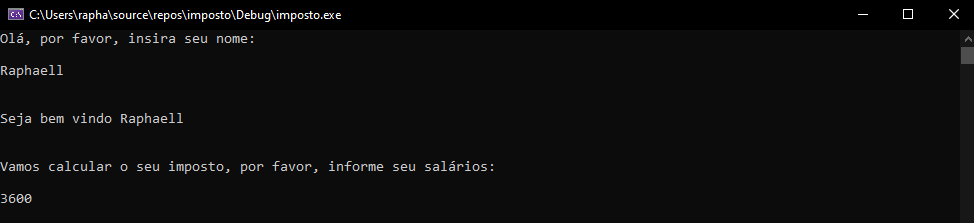 C:\Users\rapha\source\repos\imposto\Debug\imposto.exe
Olá, por favor, insira seu nome:
Raphaell
Seja bem vindo Raphaell
Vamos calcular o seu imposto, por favor, informe seu salários:
3600